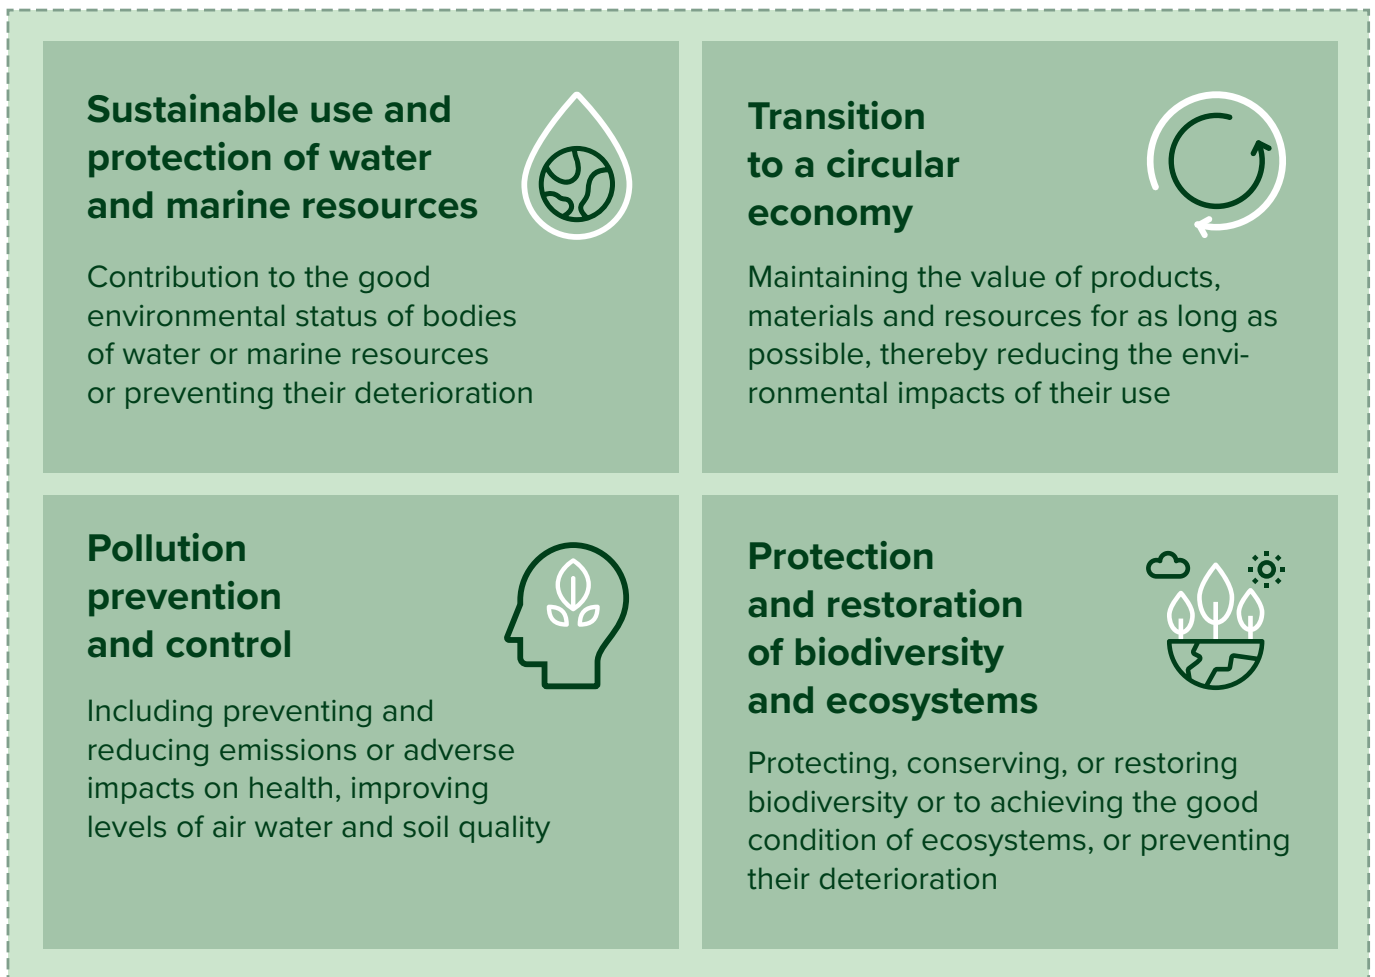 Sustainable use and
protection of water
and marine resources
Contribution to the good
environmental status of bodies
of water or marine resources
or preventing their deterioration
Transition
to a circular
economy
Maintaining the value of products,
materials and resources for as long as
possible, thereby reducing the envi-
ronmental impacts of their use
Pollution
prevention
and control
Including preventing and
reducing emissions or adverse
impacts on health, improving
levels of air water and soil quality
Protection
and restoration
of biodiversity
and ecosystems
Protecting, conserving, or restoring
biodiversity or to achieving the good
condition of ecosystems, or preventing
their deterioration